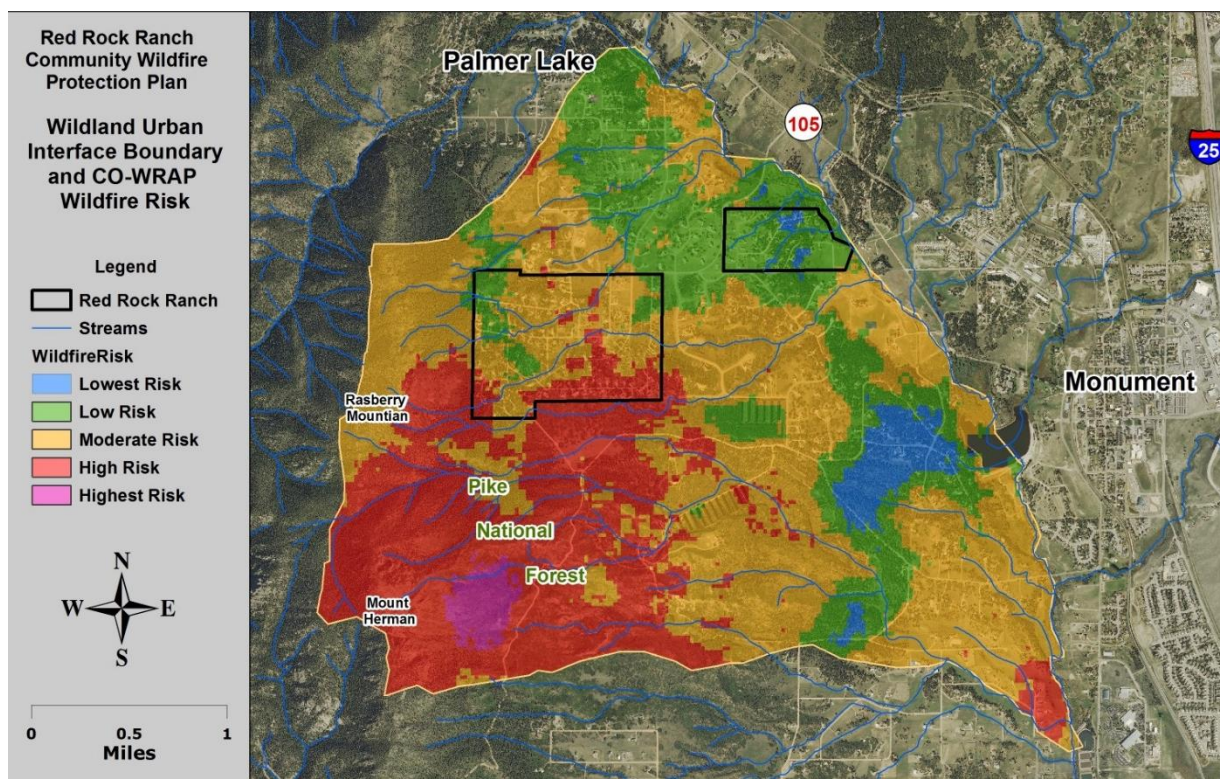 Red Rock Ranch
Community Wildfire
Protection Plan
Wildland Urban
Interface Boundary
and CO-WRAP
Wildfire Risk
Legend
Red Rock Ranch
Streams
WildfireRisk
Lowest Risk
Low Risk
Moderate Risk
High Risk
Highest Risk
N
W E
S
0 0.5 1
Miles
Palmer Lake
105
25
Monument
Rasberry
Mountian
Pike
National
Forest
Mount
Herman